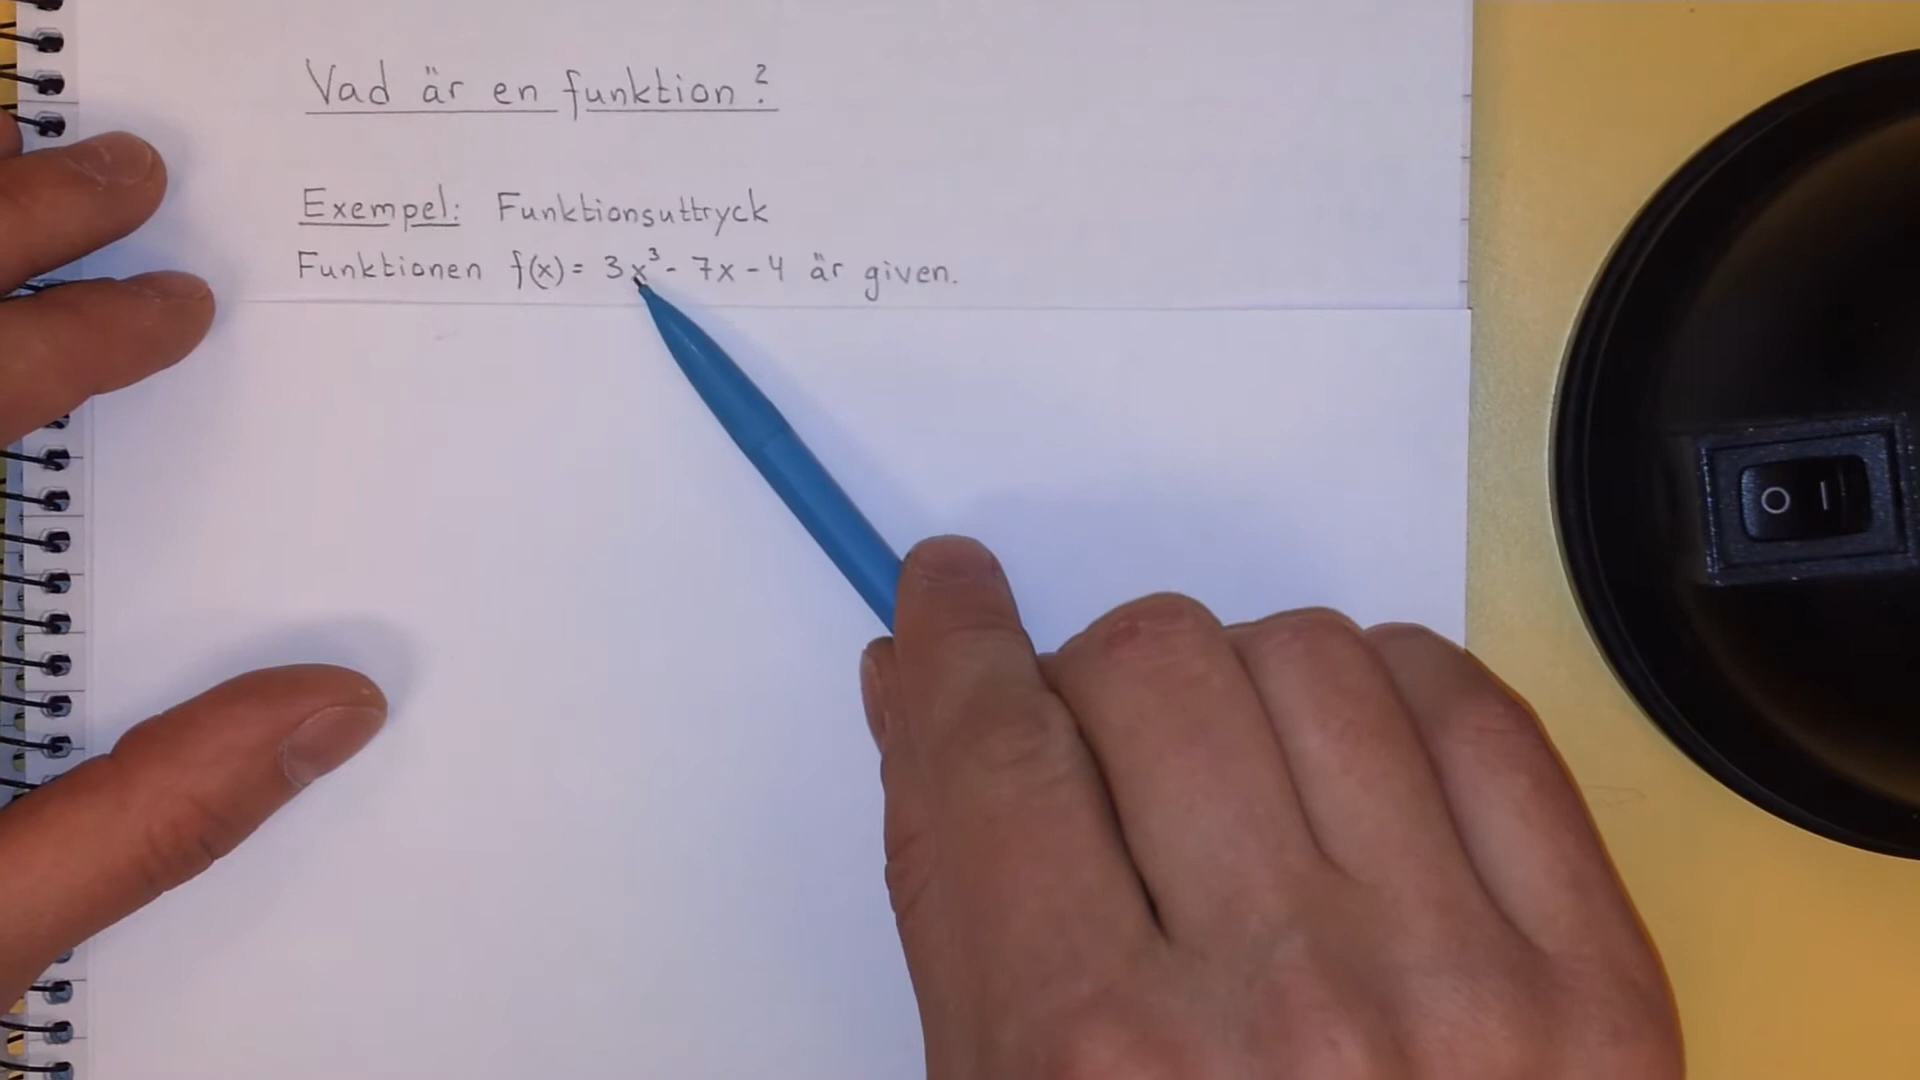 Vad är en funktion?
Exempel: Funktionsuttryck
Funktionen f(x) = 3x³ - 7x - 4 är given.